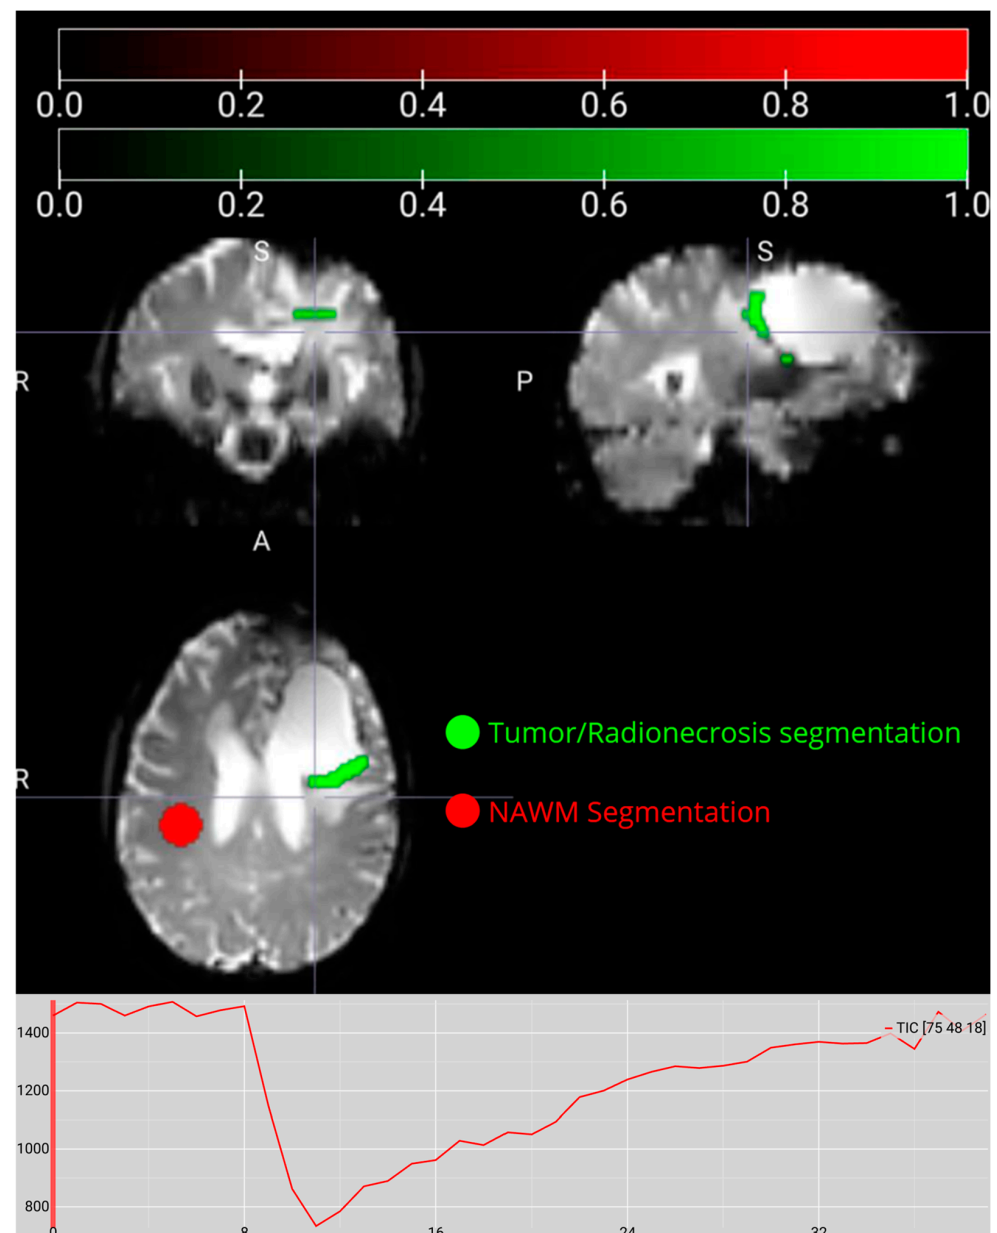 0.0 0.2 0.4 0.6 0.8 1.0
0.0 0.2 0.4 0.6 0.8 1.0
S S
R P
A
Tumor/Radionecrosis segmentation
R
NAWM Segmentation
TIC [75 48 18]
1400
1200
1000
800
0 8 16 24 32